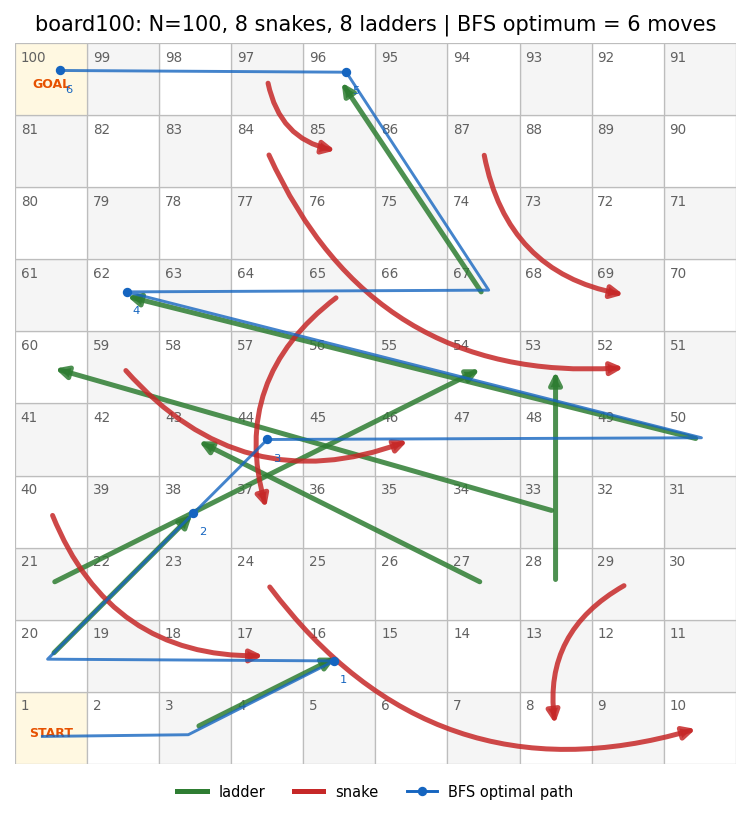 board100: N=100, 8 snakes, 8 ladders | BFS optimum = 6 moves
100 99 98 97 96 95 94 93 92 91
GOAL
6 5
81 82 83 84 85 86 87 88 89 90
80 79 78 77 76 75 74 73 72 71
61 62 63 64 65 66 67 68 69 70
4
60 59 58 57 56 55 54 53 52 51
41 42 43 44 45 46 47 48 49 50
3
40 39 38 37 36 35 34 33 32 31
2
21 22 23 24 25 26 27 28 29 30
20 19 18 17 16 15 14 13 12 11
1
1 2 3 4 5 6 7 8 9 10
START
ladder snake BFS optimal path